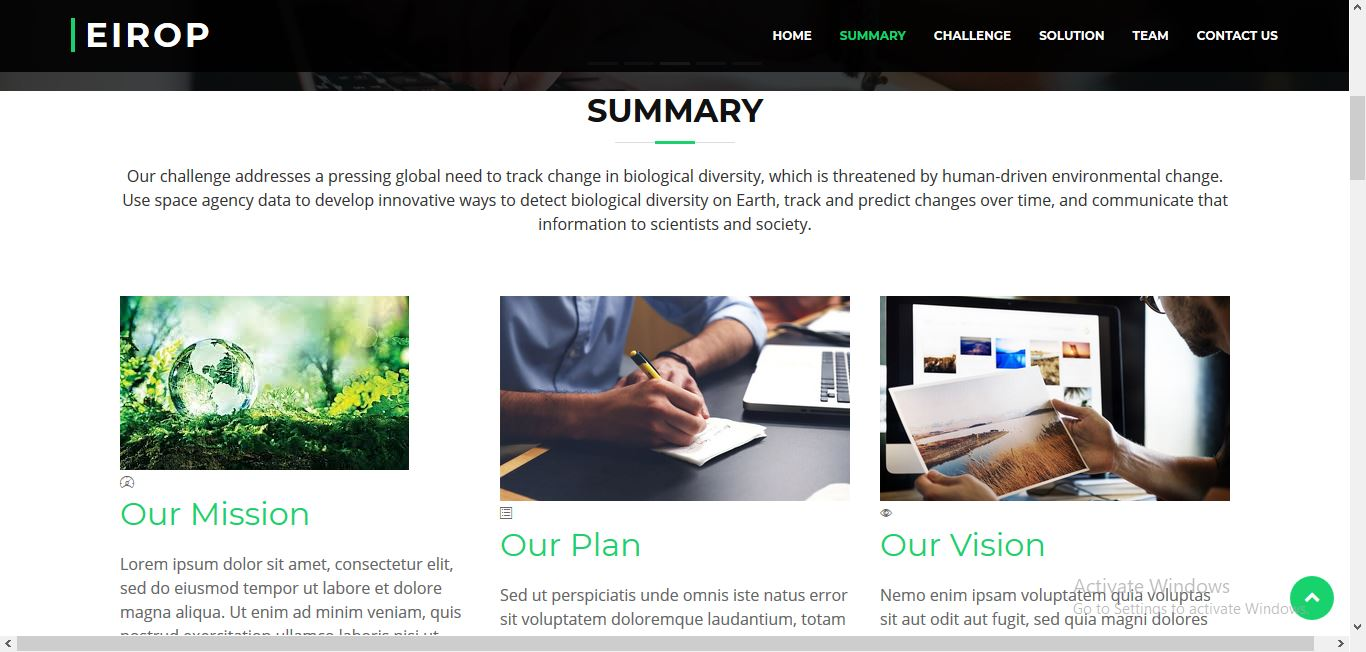 EIROP
HOME SUMMARY CHALLENGE SOLUTION TEAM CONTACT US
SUMMARY
Our challenge addresses a pressing global need to track change in biological diversity, which is threatened by human-driven environmental change.
Use space agency data to develop innovative ways to detect biological diversity on Earth, track and predict changes over time, and communicate that
information to scientists and society.
Our Mission
Lorem ipsum dolor sit amet, consectetur elit,
sed do eiusmod tempor ut labore et dolore
magna aliqua. Ut enim ad minim veniam, quis
nostrud exercitation ullamco laboris nisi ut
Our Plan
Sed ut perspiciatis unde omnis iste natus error
sit voluptatem doloremque laudantium, totam
Our Vision
Nemo enim ipsam voluptatem quia voluptas
sit aut odit aut fugit, sed quia magni dolores
Activate Windows
Go to Settings to activate Windows.